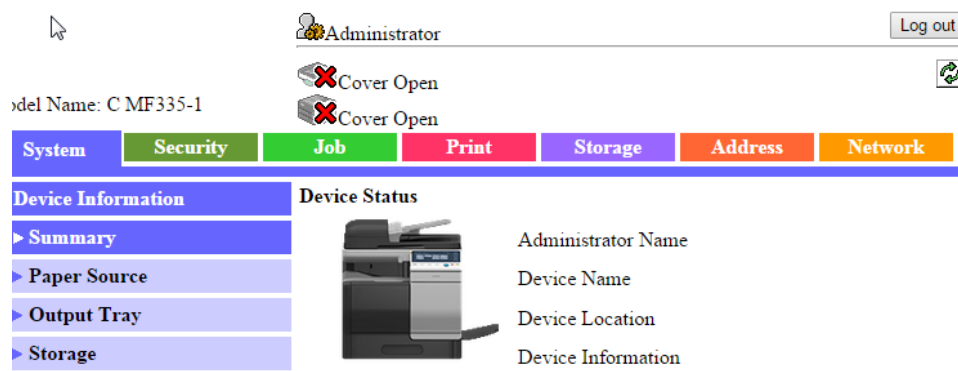 Administrator
Log out
Cover Open
odel Name: C MF335-1
Cover Open
System Security Job Print Storage Address Network
Device Information
Device Status
Summary
Administrator Name
Paper Source
Device Name
Output Tray
Device Location
Storage
Device Information